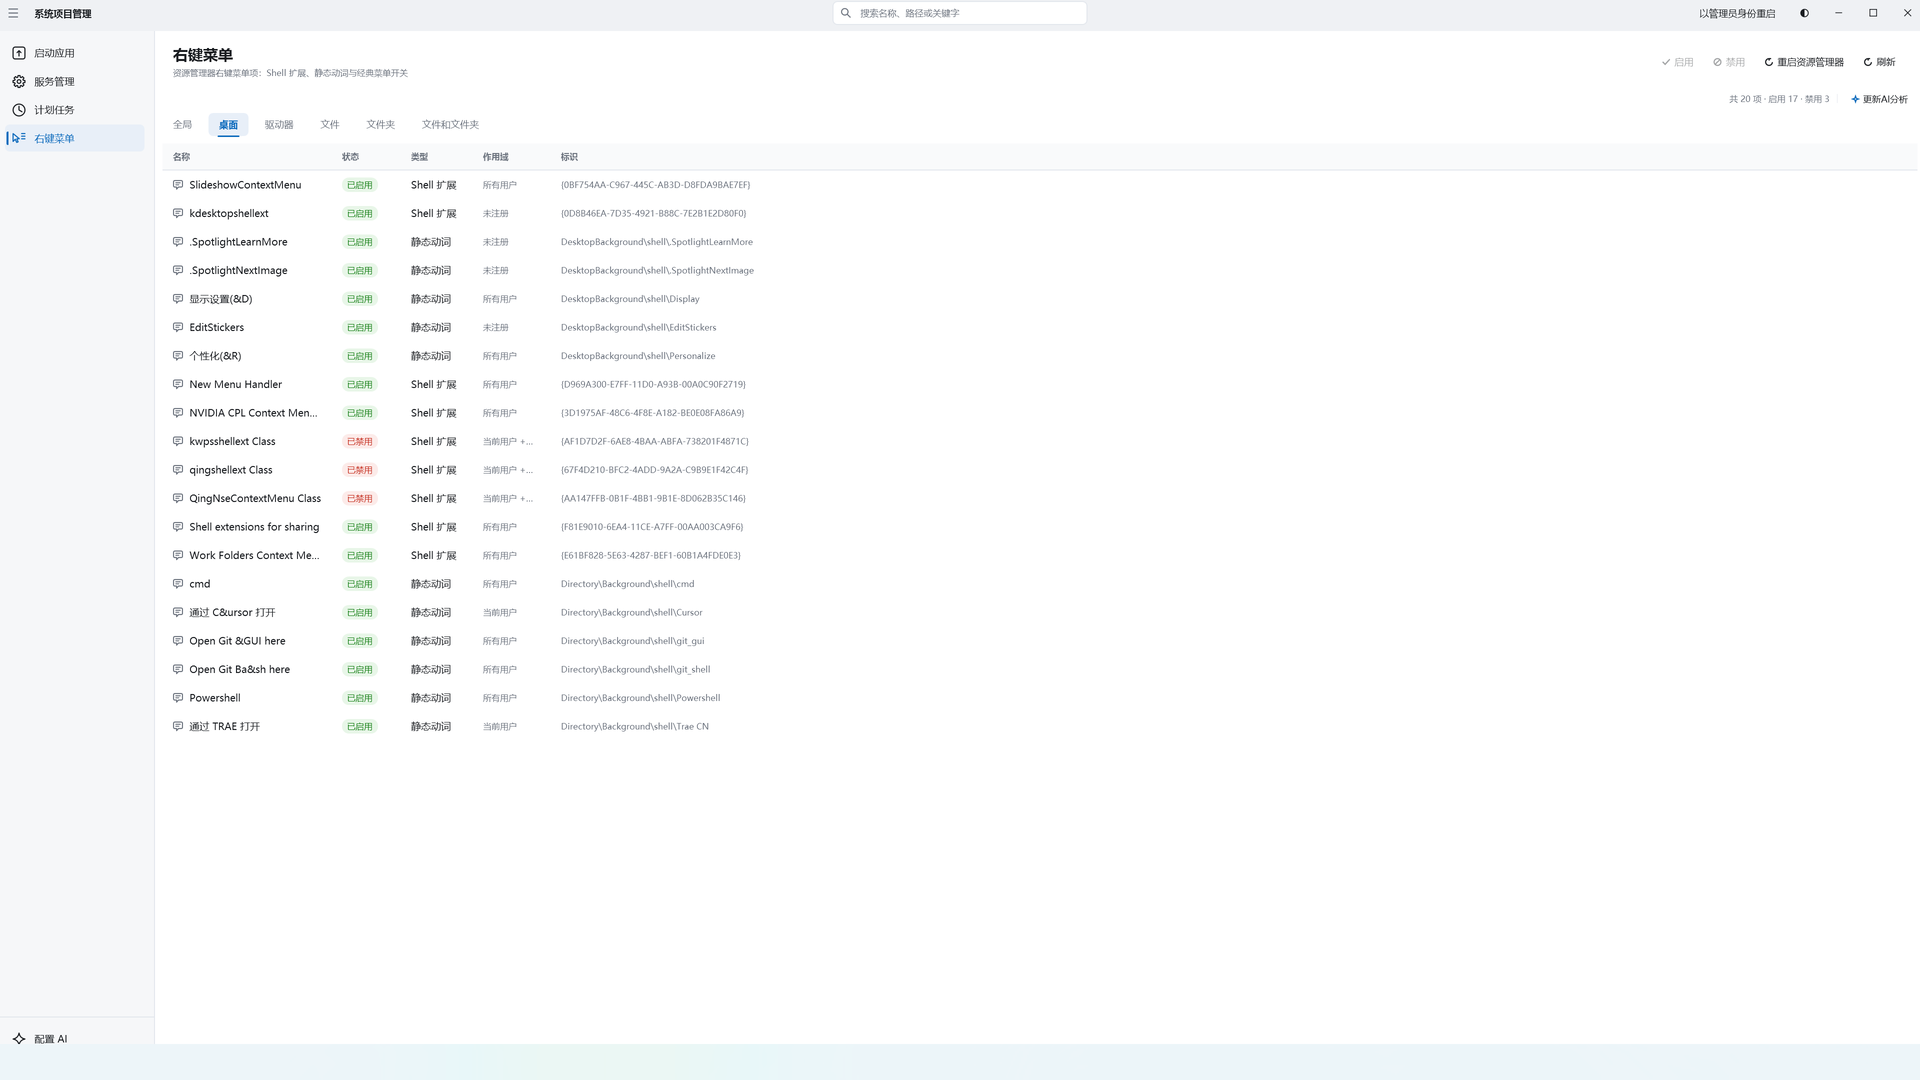 系统项目管理
搜索名称、路径或关键字
以管理员身份重启
启动应用
服务管理
计划任务
右键菜单
配置 AI
右键菜单
资源管理器右键菜单项：Shell 扩展、静态动词与经典菜单开关
启用 禁用 重启资源管理器 刷新
共 20 项 · 启用 17 · 禁用 3 更新AI分析
全局 桌面 驱动器 文件 文件夹 文件和文件夹
名称 状态 类型 作用域 标识
SlideshowContextMenu 已启用 Shell 扩展 所有用户 {0BF754AA-C967-445C-AB3D-D8FDA9BAE7EF}
kdesktopshellext 已启用 Shell 扩展 未注册 {0D8B46EA-7D35-4921-B88C-7E2B1E2D80F0}
.SpotlightLearnMore 已启用 静态动词 未注册 DesktopBackground\shell\.SpotlightLearnMore
.SpotlightNextImage 已启用 静态动词 未注册 DesktopBackground\shell\.SpotlightNextImage
显示设置(&D) 已启用 静态动词 所有用户 DesktopBackground\shell\Display
EditStickers 已启用 静态动词 未注册 DesktopBackground\shell\EditStickers
个性化(&R) 已启用 静态动词 所有用户 DesktopBackground\shell\Personalize
New Menu Handler 已启用 Shell 扩展 所有用户 {D969A300-E7FF-11D0-A93B-00A0C90F2719}
NVIDIA CPL Context Men... 已启用 Shell 扩展 所有用户 {3D1975AF-48C6-4F8E-A182-BE0E08FA86A9}
kwpsshellext Class 已禁用 Shell 扩展 当前用户 +... {AF1D7D2F-6AE8-4BAA-ABFA-738201F4871C}
qingshellext Class 已禁用 Shell 扩展 当前用户 +... {67F4D210-BFC2-4ADD-9A2A-C9B9E1F42C4F}
QingNseContextMenu Class 已禁用 Shell 扩展 当前用户 +... {AA147FFB-0B1F-4BB1-9B1E-8D062B35C146}
Shell extensions for sharing 已启用 Shell 扩展 所有用户 {F81E9010-6EA4-11CE-A7FF-00AA003CA9F6}
Work Folders Context Me... 已启用 Shell 扩展 所有用户 {E61BF828-5E63-4287-BEF1-60B1A4FDE0E3}
cmd 已启用 静态动词 所有用户 Directory\Background\shell\cmd
通过 C&ursor 打开 已启用 静态动词 当前用户 Directory\Background\shell\Cursor
Open Git &GUI here 已启用 静态动词 所有用户 Directory\Background\shell\git_gui
Open Git Ba&sh here 已启用 静态动词 所有用户 Directory\Background\shell\git_shell
Powershell 已启用 静态动词 所有用户 Directory\Background\shell\Powershell
通过 TRAE 打开 已启用 静态动词 当前用户 Directory\Background\shell\Trae CN